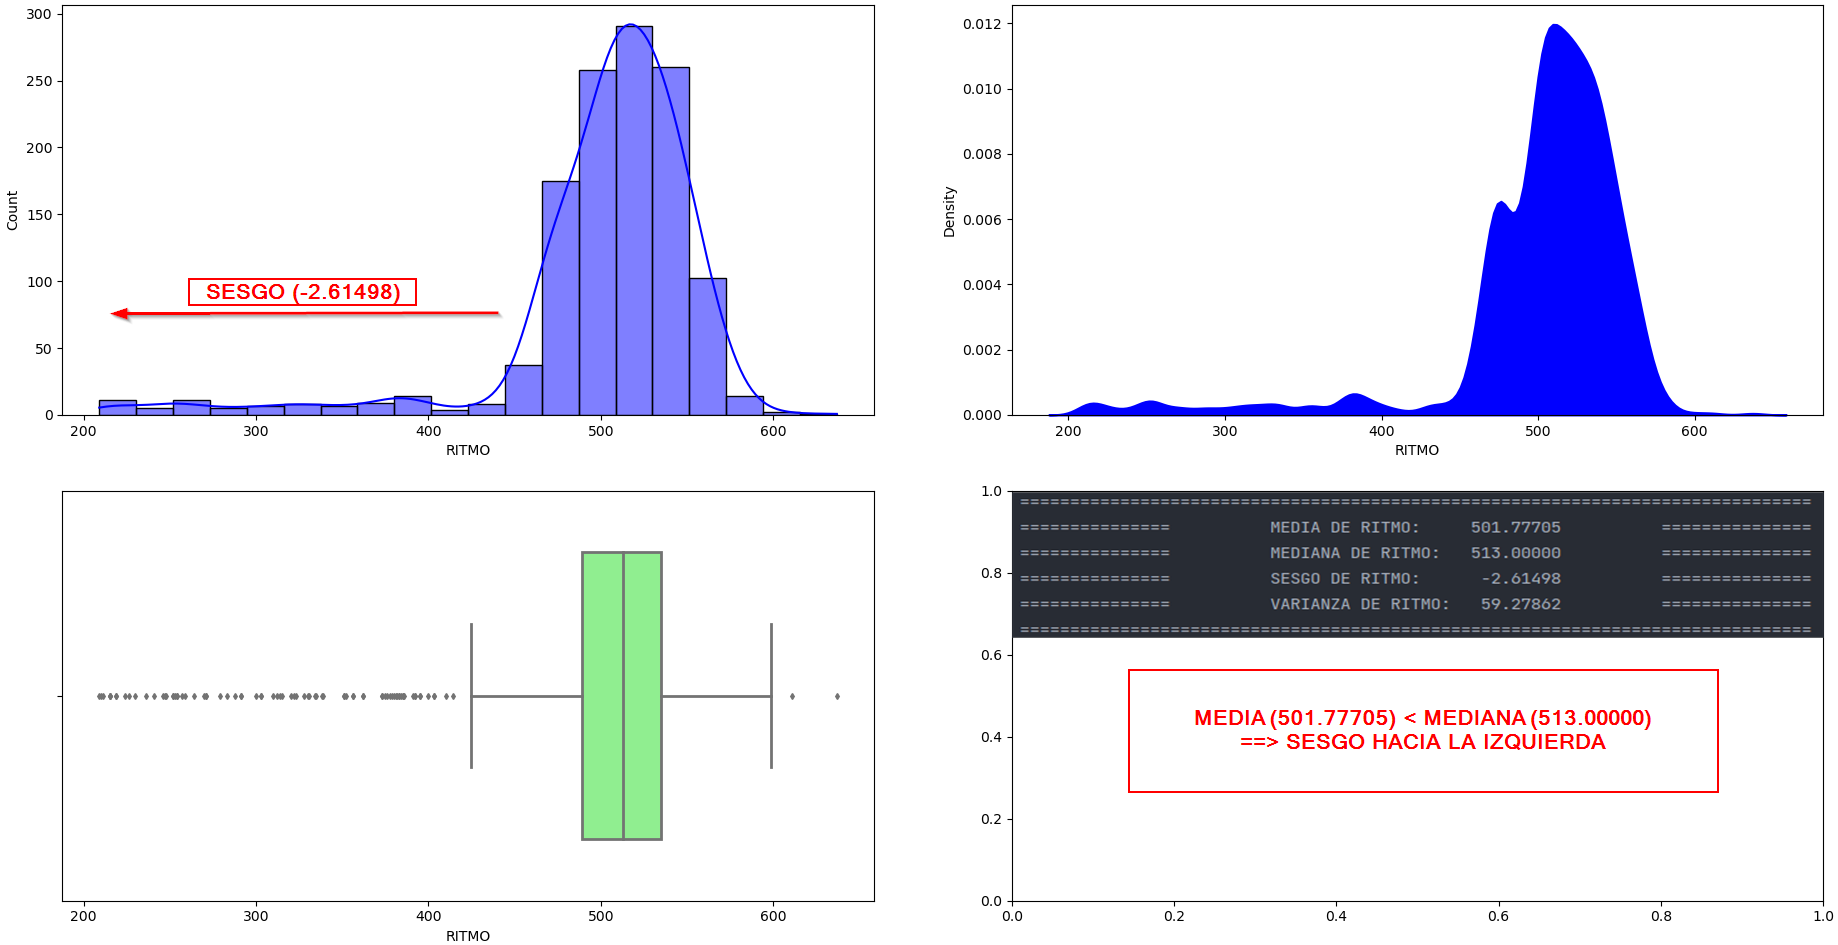 300
250
200
150
100
50
0
Count
SESGO (-2.61498)
200 300 400 500 600
RITMO
0.012
0.010
0.008
0.006
0.004
0.002
0.000
Density
200 300 400 500 600
RITMO
200 300 400 500 600
RITMO
1.0
0.8
0.6
0.4
0.2
0.0
===============================================================================
=============== MEDIA DE RITMO: 501.77705 ===============
=============== MEDIANA DE RITMO: 513.00000 ===============
=============== SESGO DE RITMO: -2.61498 ===============
=============== VARIANZA DE RITMO: 59.27862 ===============
===============================================================================
MEDIA (501.77705) < MEDIANA (513.00000)
==> SESGO HACIA LA IZQUIERDA
0.0 0.2 0.4 0.6 0.8 1.0